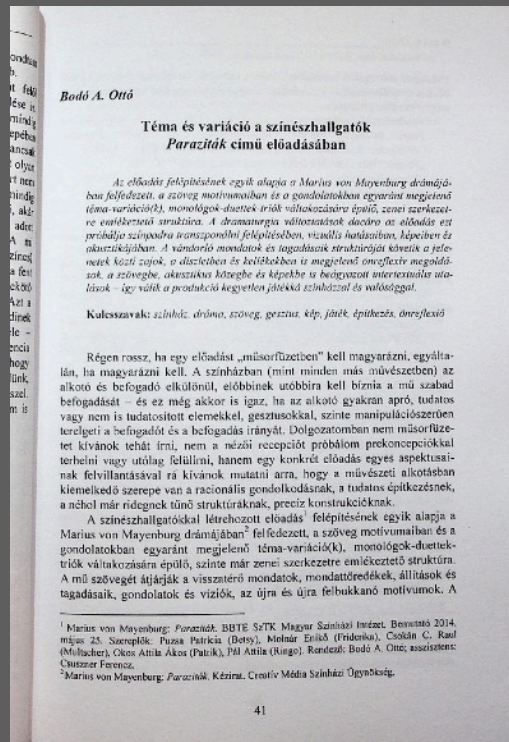 Bodó A. Ottó
Téma és variáció a színészhallgatók
Paraziták című előadásában
Az előadás felépítésének egyik alapja a Marius von Mayenburg drámájá-
ban felfedezett, a szöveg motívumaiban és a gondolatokban egyaránt megjelenő
téma-variáció(k), monológok-duettek-triók váltakozására épülő, zenei szerkezet-
re emlékeztető struktúra. A dramaturgia változtatások dacára az előadás ezt
próbálja színpadra transzponálni felépítésében, vizuális hatásaiban, képeiben és
akusztikájában. A vándorló mondatok és tagadásaik struktúráját követik a jele-
netek közti zajok, a díszletben és kellékekben is megjelenő önreflexív megoldá-
sok, a szövegbe, akusztikus közegbe és képekbe is beágyazott intertextuális uta-
lások – így válik a produkció kegyetlen játékká színházzal és valósággal.
Kulcsszavak: színház, dráma, szöveg, gesztus, kép, játék, építkezés, önreflexió
Régen rossz, ha egy előadást „műsorfüzetben” kell magyarázni, egyálta-
lán, ha magyarázni kell. A színházban (mint minden más művészetben) az
alkotó és befogadó elkülönül, előbbinek utóbbira kell bíznia a mű szabad
befogadását – és ez még akkor is igaz, ha az alkotó gyakran apró, tudatos
vagy nem is tudatosított elemekkel, gesztusokkal, szinte manipulációszerűen
terelgeti a befogadót és a befogadás irányát. Dolgozatomban nem műsorfüze-
tet kívánok tehát írni, nem a nézői recepciót próbálom prekoncepciókkal
terhelni vagy utólag felülírni, hanem egy konkrét előadás egyes aspektusai-
nak felvillantásával rá kívánok mutatni arra, hogy a művészeti alkotásban
kiemelkedő szerepe van a racionális gondolkodásnak, a tudatos építkezésnek,
a néhol már ridegnek tűnő struktúráknak, precíz konstrukcióknak.
A színészhallgatókkal létrehozott előadás¹ felépítésének egyik alapja a
Marius von Mayenburg drámájában² felfedezett, a szöveg motívumaiban és a
gondolatokban egyaránt megjelenő téma-variáció(k), monológok-duettek-
triók váltakozására épülő, szinte már zenei szerkezetre emlékeztető struktúra.
A mű szövegét átjárják a visszatérő mondatok, mondattöredékek, állítások és
tagadásaik, gondolatok és víziók, az újra és újra felbukkanó motívumok. A
¹ Marius von Mayenburg: Paraziták. BBTE SzTK Magyar Színházi Intézet. Bemutató 2014.
május 25. Szereplők: Puzsa Patrícia (Betsy), Molnár Enikő (Friderika), Csokán C. Raul
(Multscher), Okos Attila Ákos (Patrik), Pál Attila (Ringo). Rendező: Bodó A. Ottó; asszisztens:
Csuszner Ferencz.
² Marius von Mayenburg: Paraziták. Kézirat. Creatív Média Színházi Ügynökség.
41